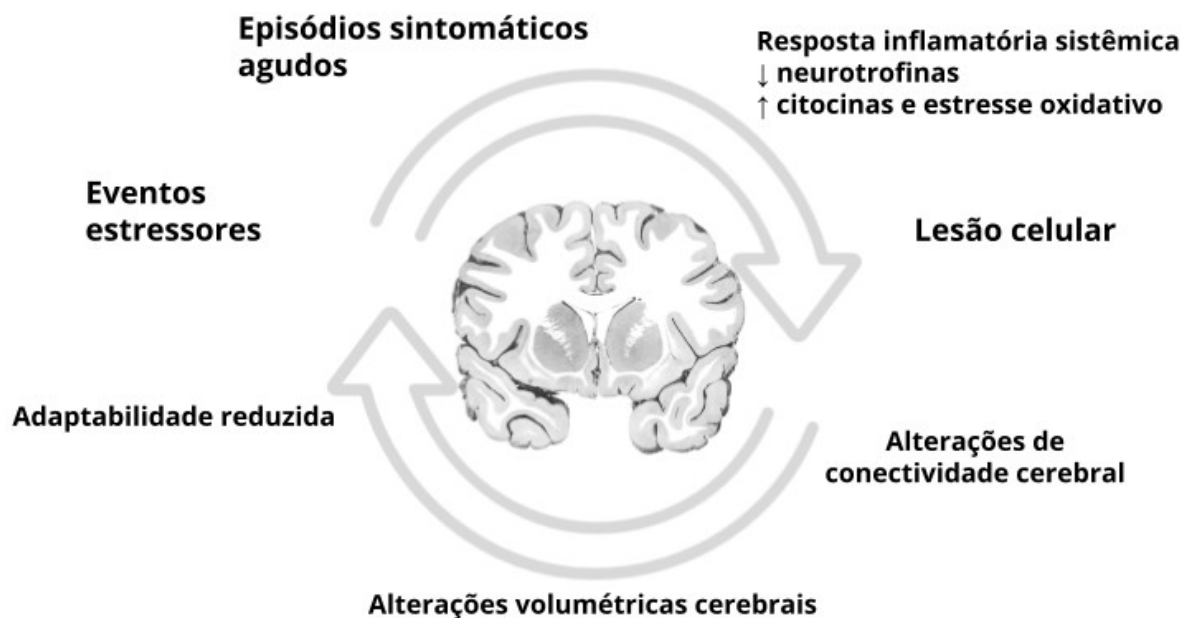 Episódios sintomáticos
agudos
Resposta inflamatória sistêmica
↓ neurotrofinas
↑ citocinas e estresse oxidativo
Eventos
estressores
Lesão celular
Adaptabilidade reduzida
Alterações de
conectividade cerebral
Alterações volumétricas cerebrais